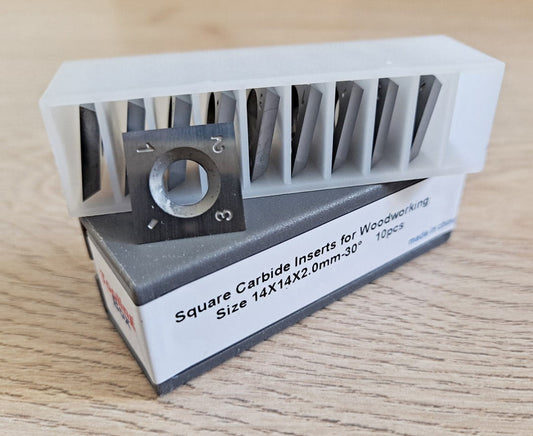 1 2
3
Square Carbide Inserts for Woodworking
Size 14X14X2.0mm-30° 10pcs
made in china